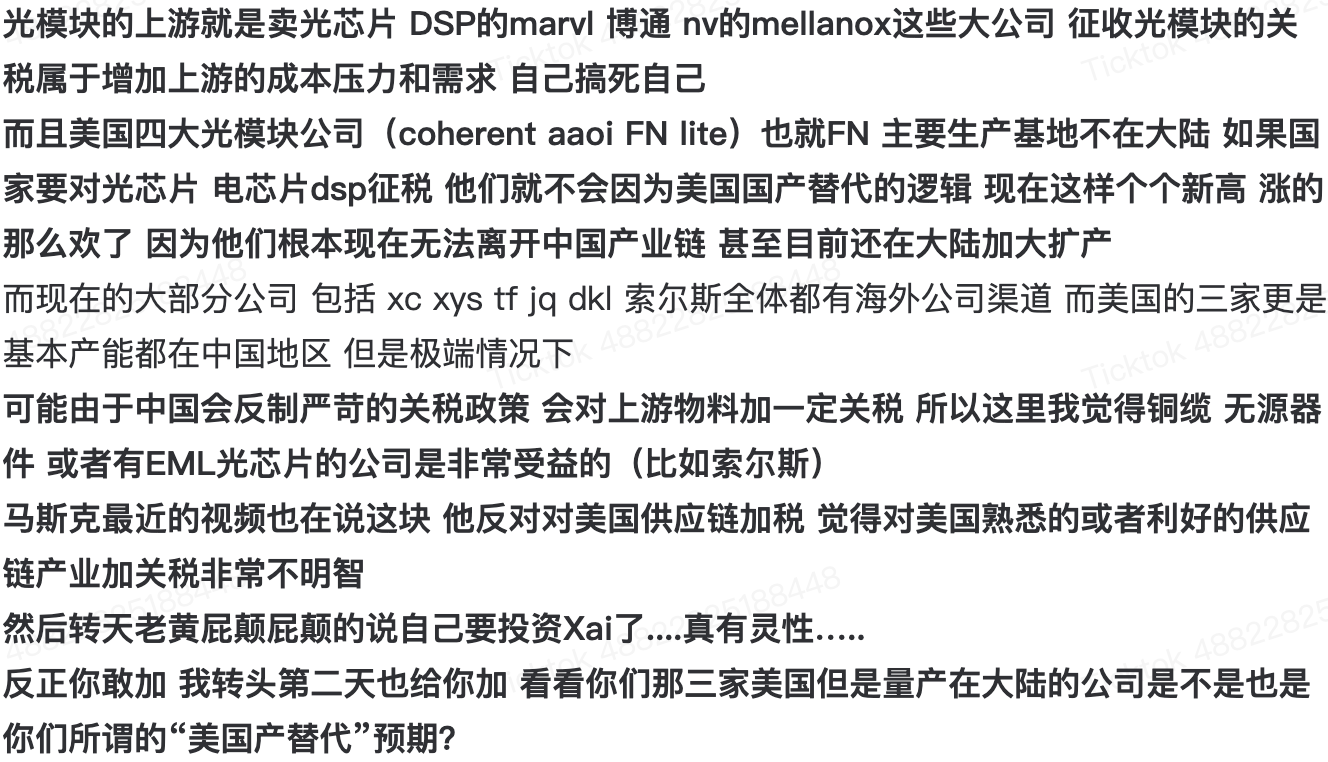 光模块的上游就是卖光芯片 DSP的marvl 博通 nv的mellanox这些大公司 征收光模块的关
税属于增加上游的成本压力和需求 自己搞死自己
而且美国四大光模块公司（coherent aaoi FN lite）也就FN 主要生产基地不在大陆 如果国
家要对光芯片 电芯片dsp征税 他们就不会因为美国国产替代的逻辑 现在这样个个新高 涨的
那么欢了 因为他们根本现在无法离开中国产业链 甚至目前还在大陆加大扩产
而现在的大部分公司 包括 xc xys tf jq dkl 索尔斯全体都有海外公司渠道 而美国的三家更是
基本产能都在中国地区 但是极端情况下
可能由于中国会反制严苛的关税政策 会对上游物料加一定关税 所以这里我觉得铜缆 无源器
件 或者有EML光芯片的公司是非常受益的（比如索尔斯）
马斯克最近的视频也在说这块 他反对对美国供应链加税 觉得对美国熟悉的或者利好的供应
链产业加关税非常不明智
然后转天老黄屁颠屁颠的说自己要投资Xai了....真有灵性.....
反正你敢加 我转头第二天也给你加 看看你们那三家美国但是量产在大陆的公司是不是也是
你们所谓的“美国产替代”预期?